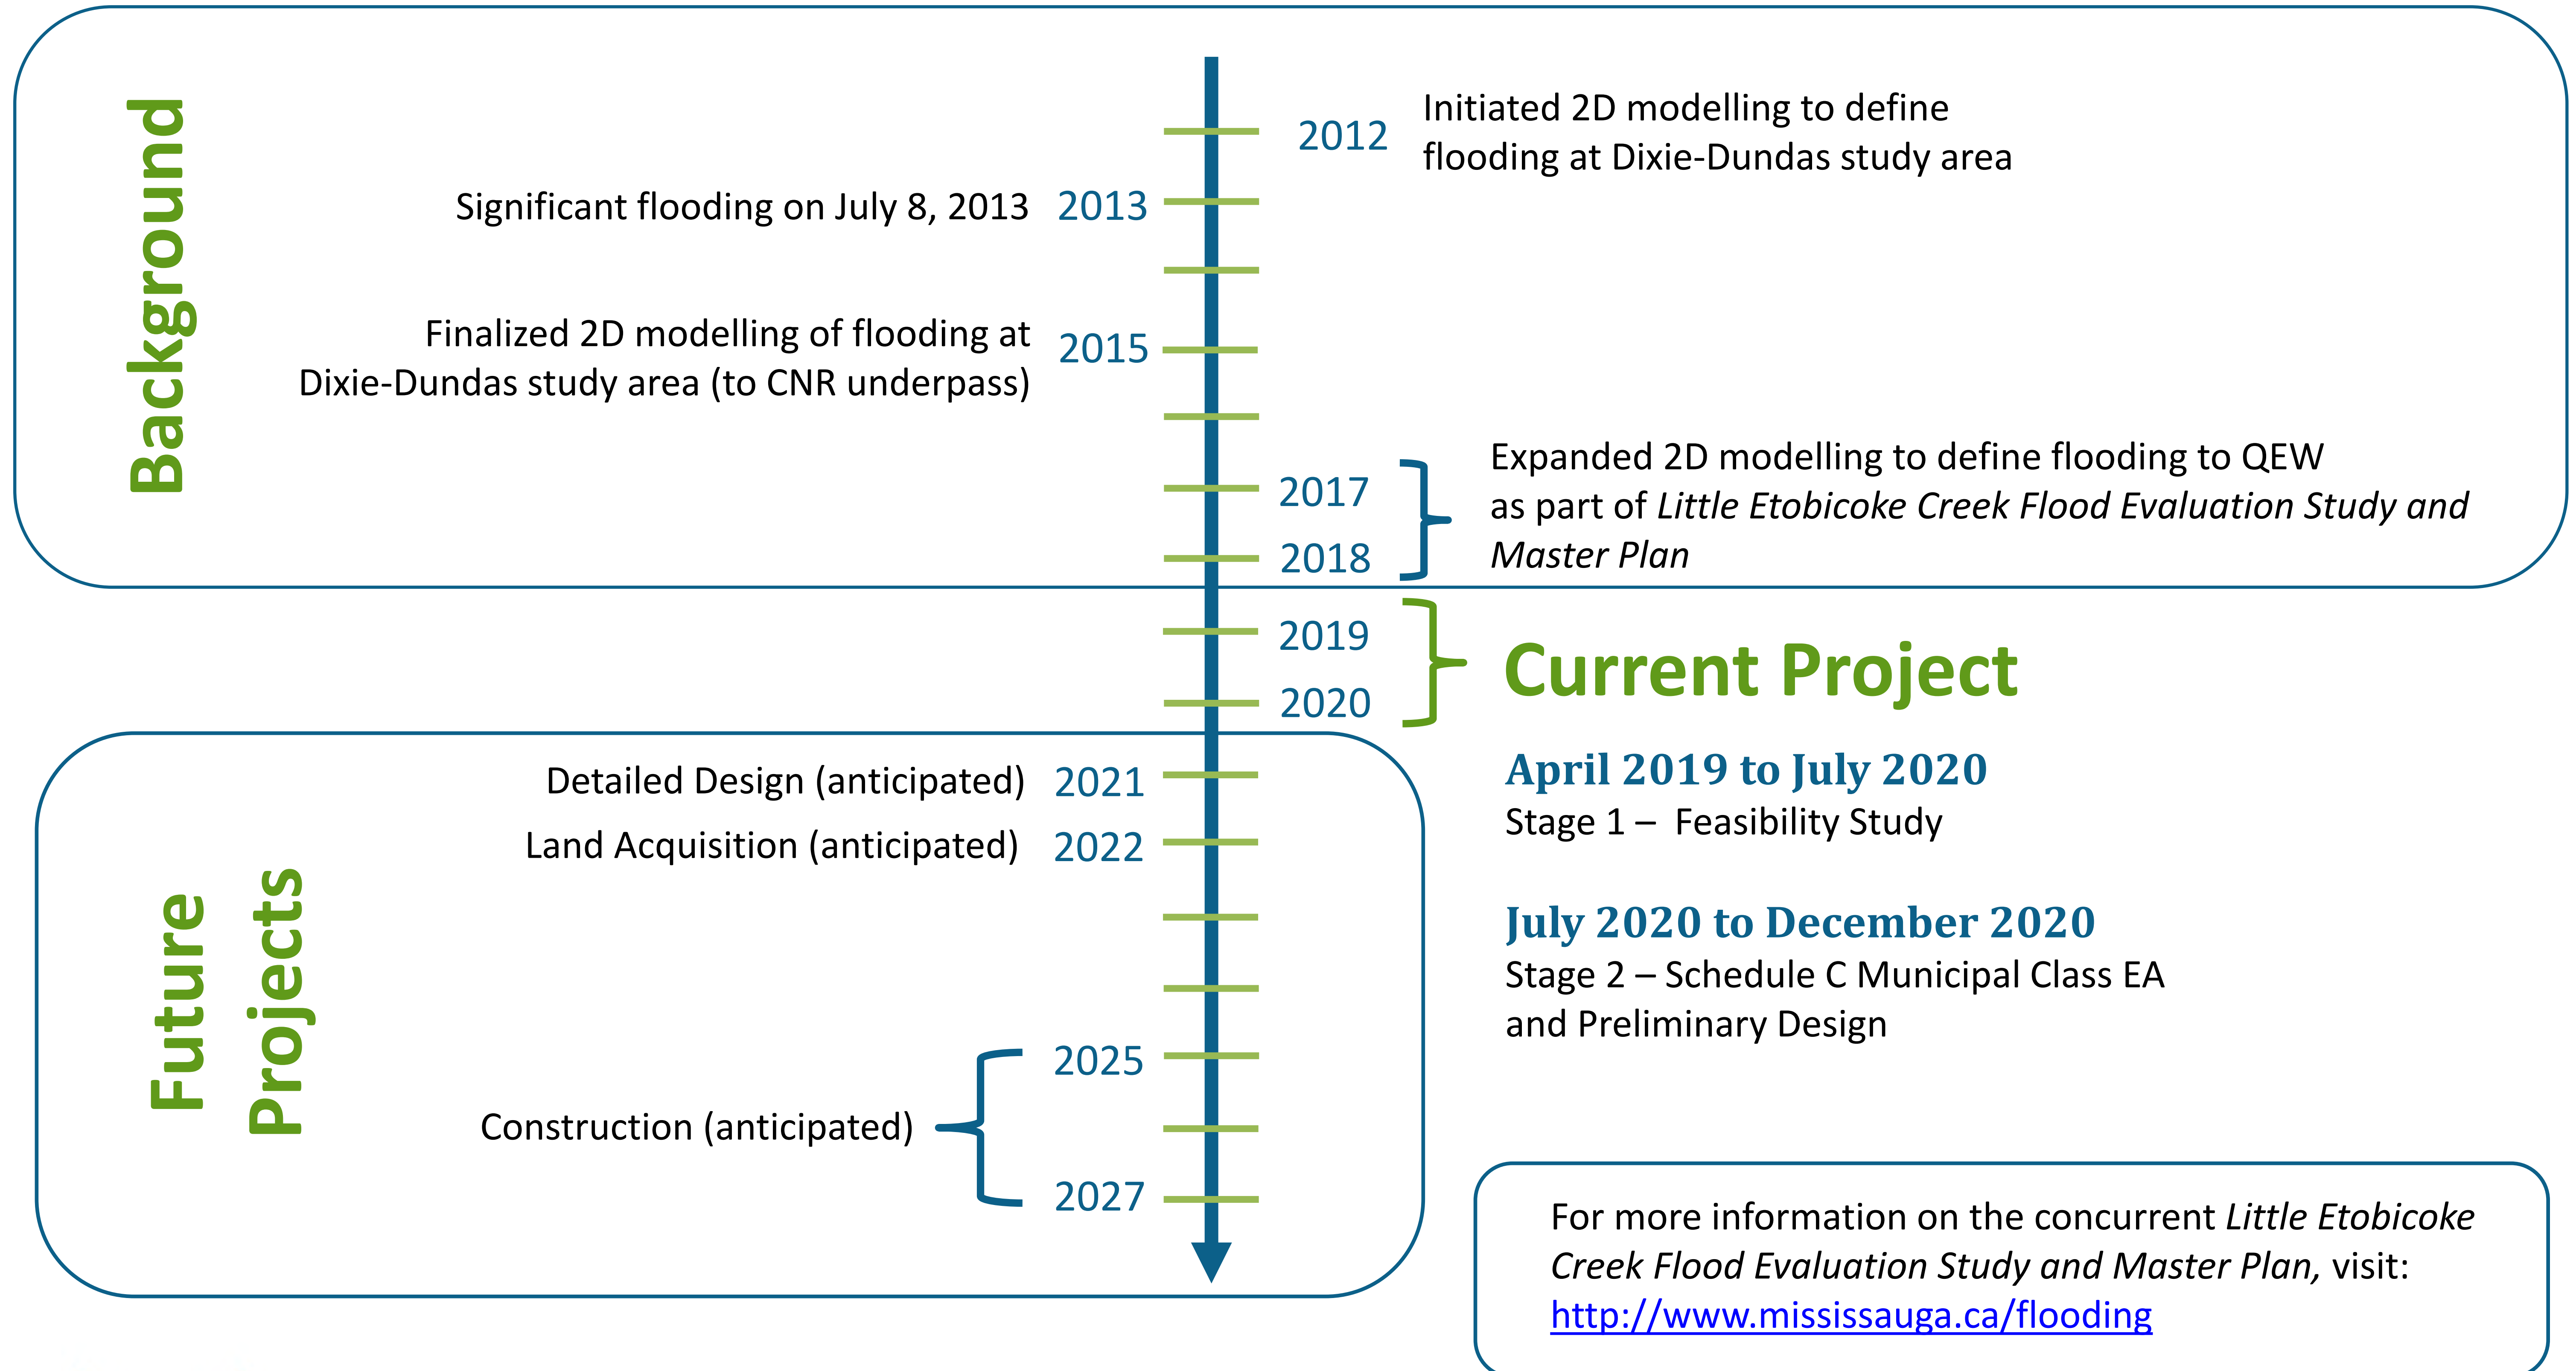 Background
2012
Initiated 2D modelling to define
flooding at Dixie-Dundas study area
Significant flooding on July 8, 2013
2013
Finalized 2D modelling of flooding at
Dixie-Dundas study area (to CNR underpass)
2015
2017
2018
Expanded 2D modelling to define flooding to QEW
as part of Little Etobicoke Creek Flood Evaluation Study and
Master Plan
2019
2020
Current Project
April 2019 to July 2020
Stage 1 – Feasibility Study
July 2020 to December 2020
Stage 2 – Schedule C Municipal Class EA
and Preliminary Design
Future
Projects
Detailed Design (anticipated)
2021
Land Acquisition (anticipated)
2022
Construction (anticipated)
2025
2027
For more information on the concurrent Little Etobicoke
Creek Flood Evaluation Study and Master Plan, visit:
http://www.mississauga.ca/flooding